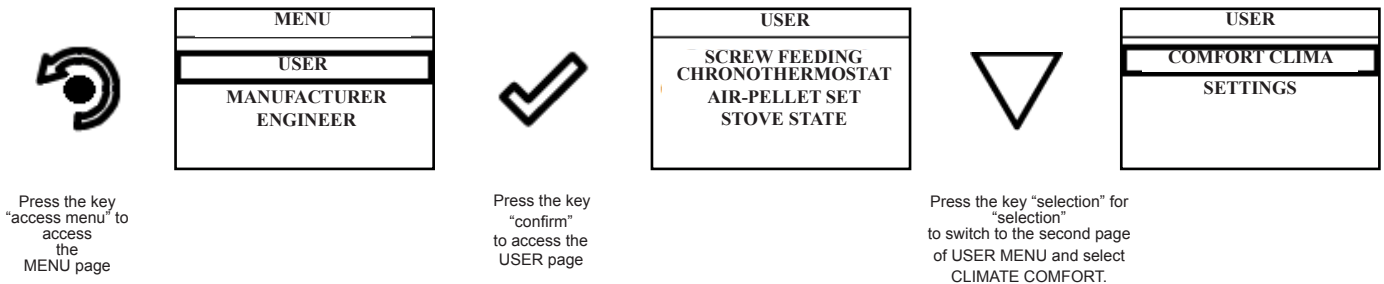 MENU
USER
MANUFACTURER
ENGINEER
USER
SCREW FEEDING
CHRONOTHERMOSTAT
AIR-PELLET SET
STOVE STATE
USER
COMFORT CLIMA
SETTINGS
Press the key
“access menu” to
access
the
MENU page
Press the key
“confirm”
to access the
USER page
Press the key “selection” for
“selection”
to switch to the second page
of USER MENU and select
CLIMATE COMFORT.